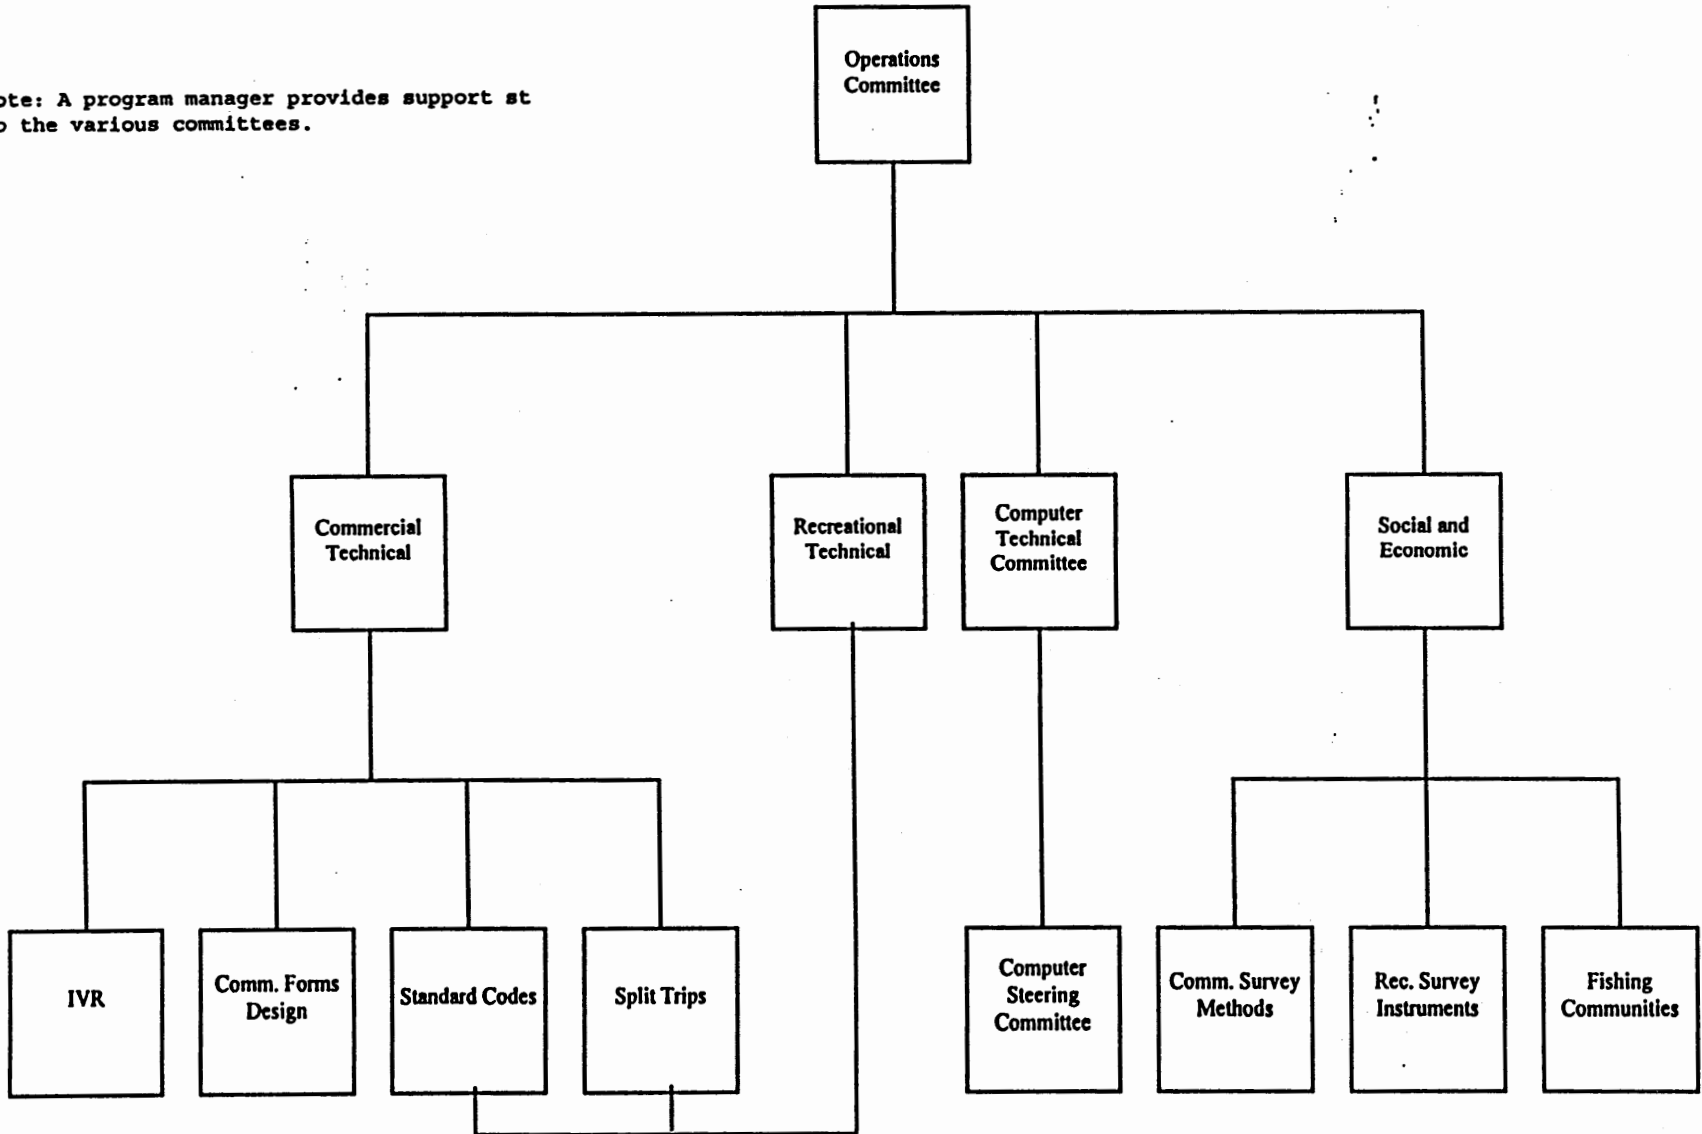 Operations
Committee
ote: A program manager provides support st
o the various committees.
Commercial
Technical
Recreational
Technical
Computer
Technical
Committee
Social and
Economic
IVR
Comm. Forms
Design
Standard Codes
Split Trips
Computer
Steering
Committee
Comm. Survey
Methods
Rec. Survey
Instruments
Fishing
Communities